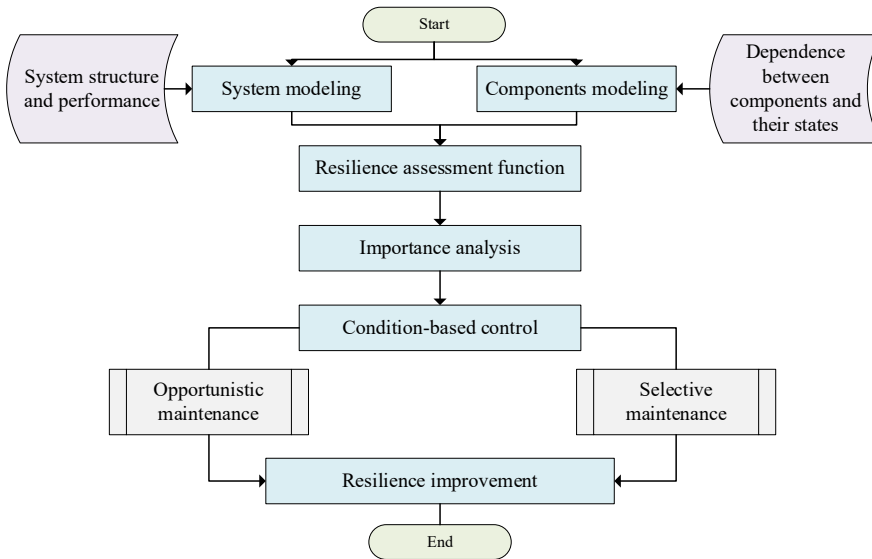 Start
System structure
and performance
System modeling
Components modeling
Dependence
between
components and
their states
Resilience assessment function
Importance analysis
Condition-based control
Opportunistic
maintenance
Selective
maintenance
Resilience improvement
End